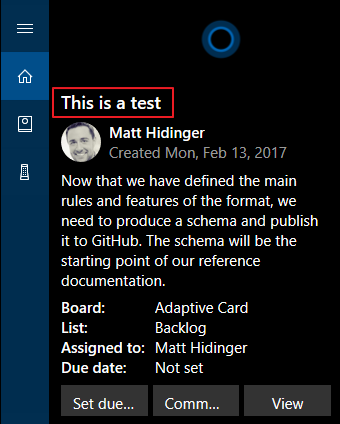 This is a test
Matt Hidinger
Created Mon, Feb 13, 2017
Now that we have defined the main
rules and features of the format, we
need to produce a schema and publish
it to GitHub. The schema will be the
starting point of our reference
documentation.
Board: Adaptive Card
List: Backlog
Assigned to: Matt Hidinger
Due date: Not set
Set due... Comm... View